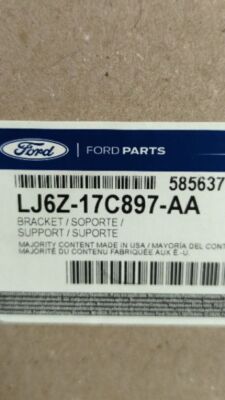 Ford FORD PARTS
585637
LJ6Z-17C897-AA
BRACKET / SOPORTE /
SUPPORT / SUPORTE
MAJORITY CONTENT MADE IN USA / MAYORÍA DEL CONT
MAJORITÉ DU CONTENU FABRIQUÉE AUX É.-U.